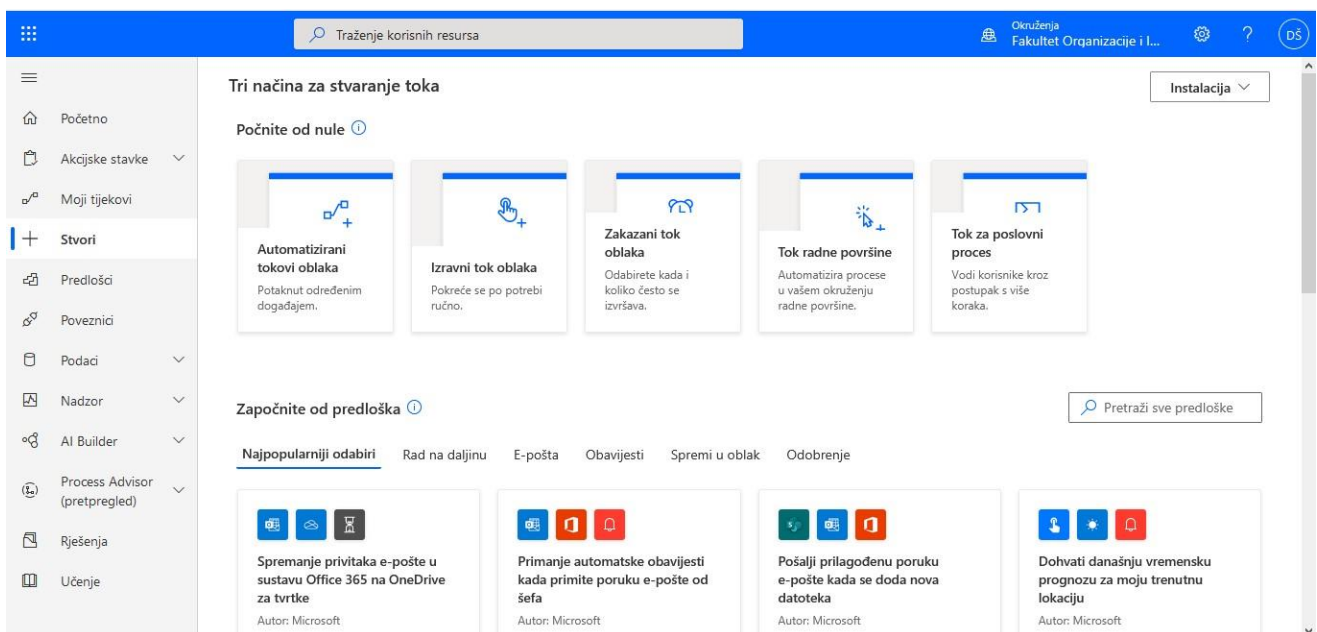 Traženje korisnih resursa
Okruženja
Fakultet Organizacije i I...
DŠ
Tri načina za stvaranje toka
Instalacija
Početno
Akcijske stavke
Moji tijekovi
Stvori
Predlošci
Poveznici
Podaci
Nadzor
AI Builder
Process Advisor
(pretpregled)
Rješenja
Učenje
Počnite od nule
Automatizirani
tokovi oblaka
Potaknut određenim
događajem.
Izravni tok oblaka
Pokreće se po potrebi
ručno.
Zakazani tok
oblaka
Odabirete kada i
koliko često se
izvršava.
Tok radne površine
Automatizira procese
u vašem okruženju
radne površine.
Tok za poslovni
proces
Vodi korisnike kroz
postupak s više
koraka.
Započnite od predloška
Pretraži sve predloške
Najpopularniji odabiri
Rad na daljinu
E-pošta
Obavijesti
Spremi u oblak
Odobrenje
Spremanje privitaka e-pošte u
sustavu Office 365 na OneDrive
za tvrtke
Autor: Microsoft
Primanje automatske obavijesti
kada primite poruku e-pošte od
šefa
Autor: Microsoft
Pošalji prilagođenu poruku
e-pošte kada se doda nova
datoteka
Autor: Microsoft
Dohvati današnju vremensku
prognozu za moju trenutnu
lokaciju
Autor: Microsoft